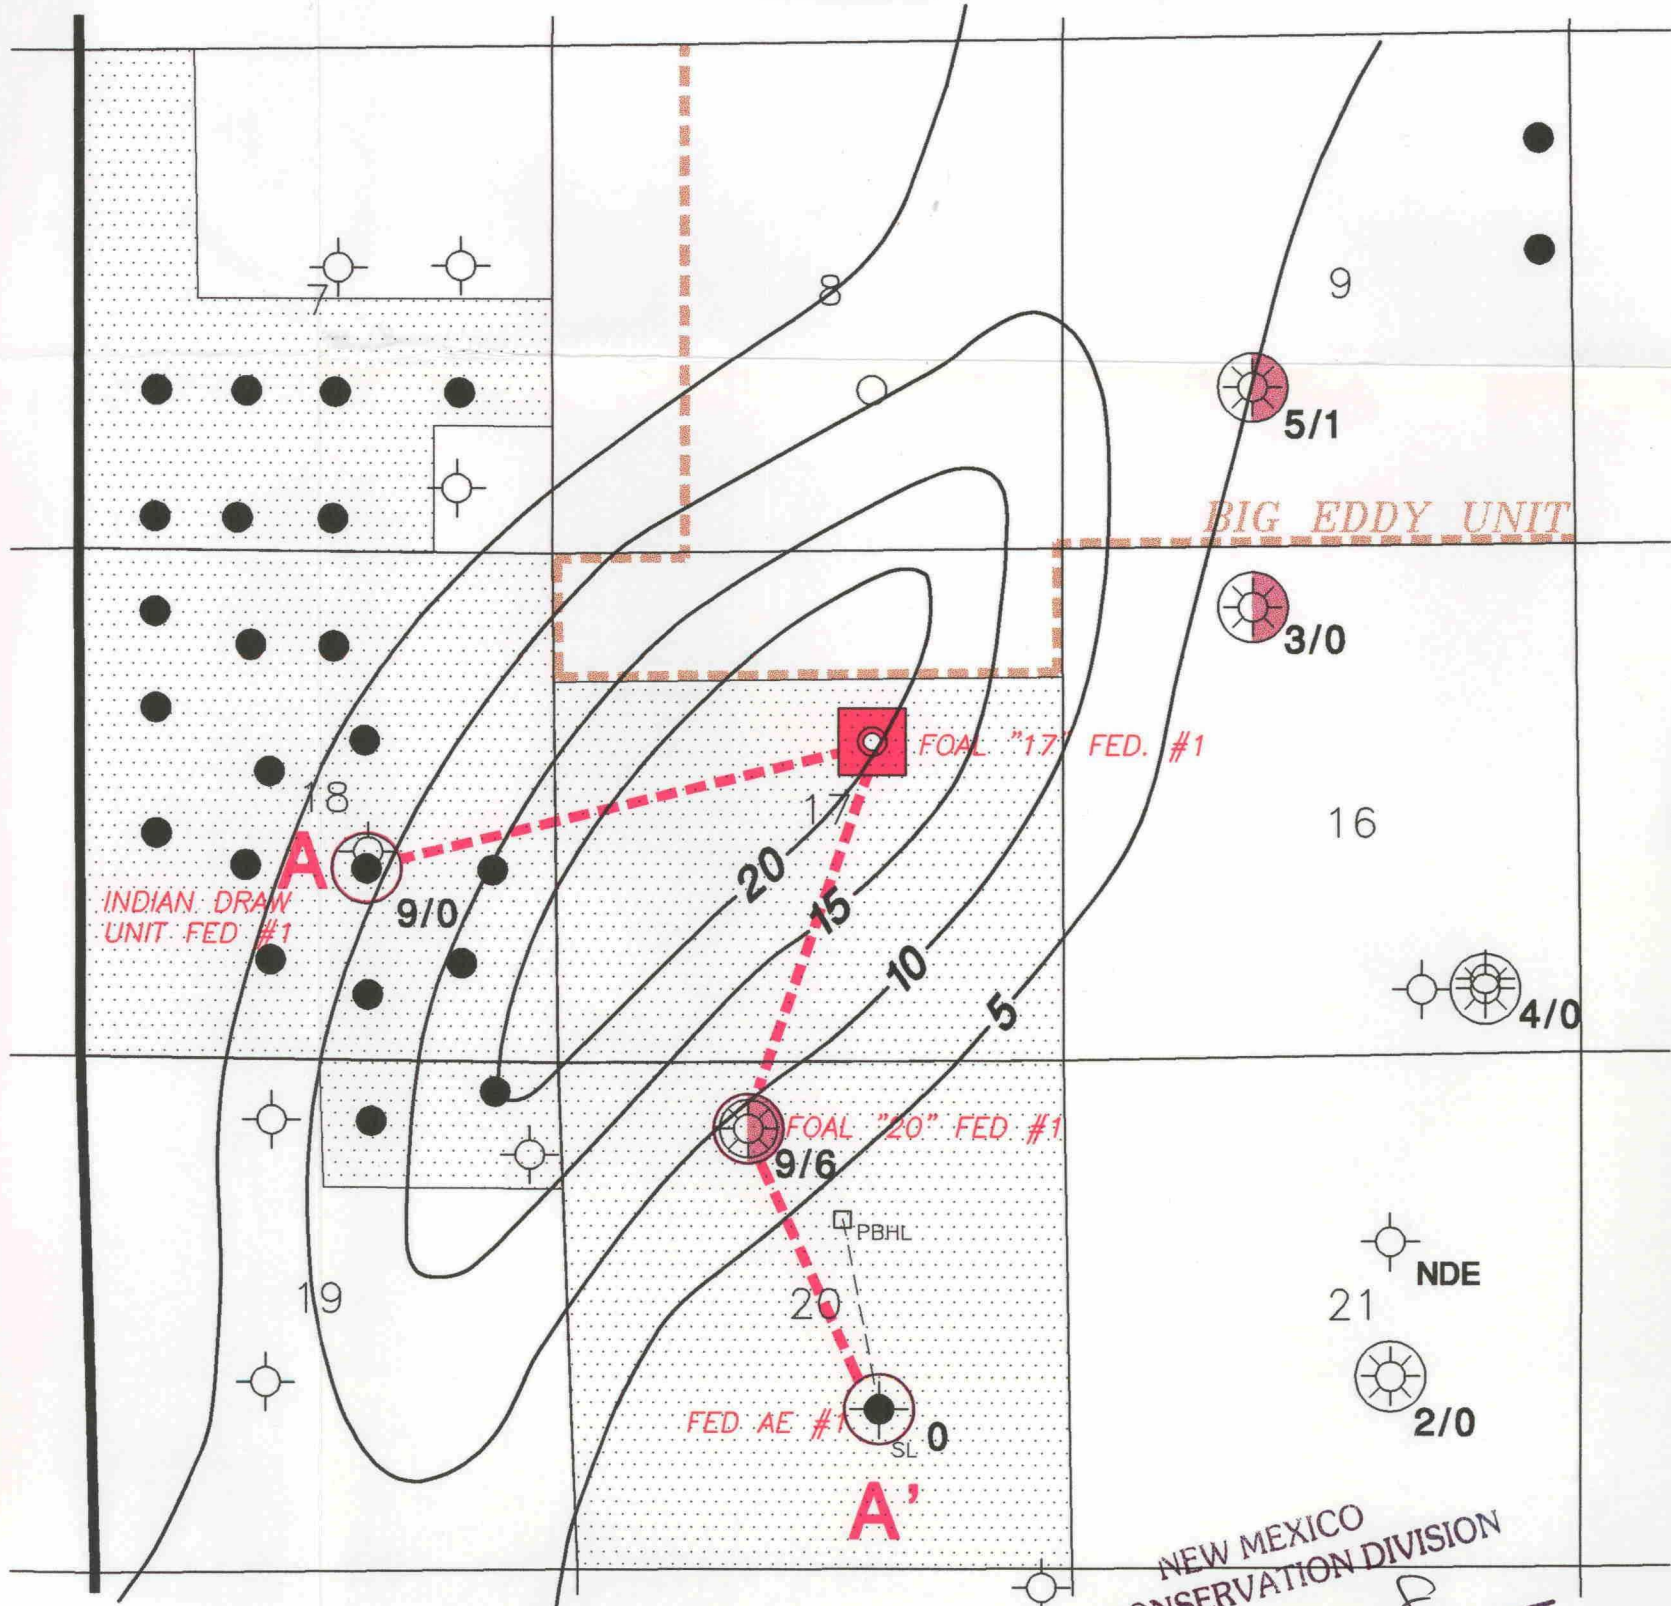 7
8
9
5/1
BIG EDDY UNIT
3/0
FOAL "17" FED. #1
18
17
16
A
20
INDIAN DRAW
UNIT FED #1
9/0
15
10
5
4/0
FOAL "20" FED #1
9/6
PBHL
NDE
19
20
21
FED AE #1
SL
0
2/0
A'
NEW MEXICO
ONSERVATION DIVISION